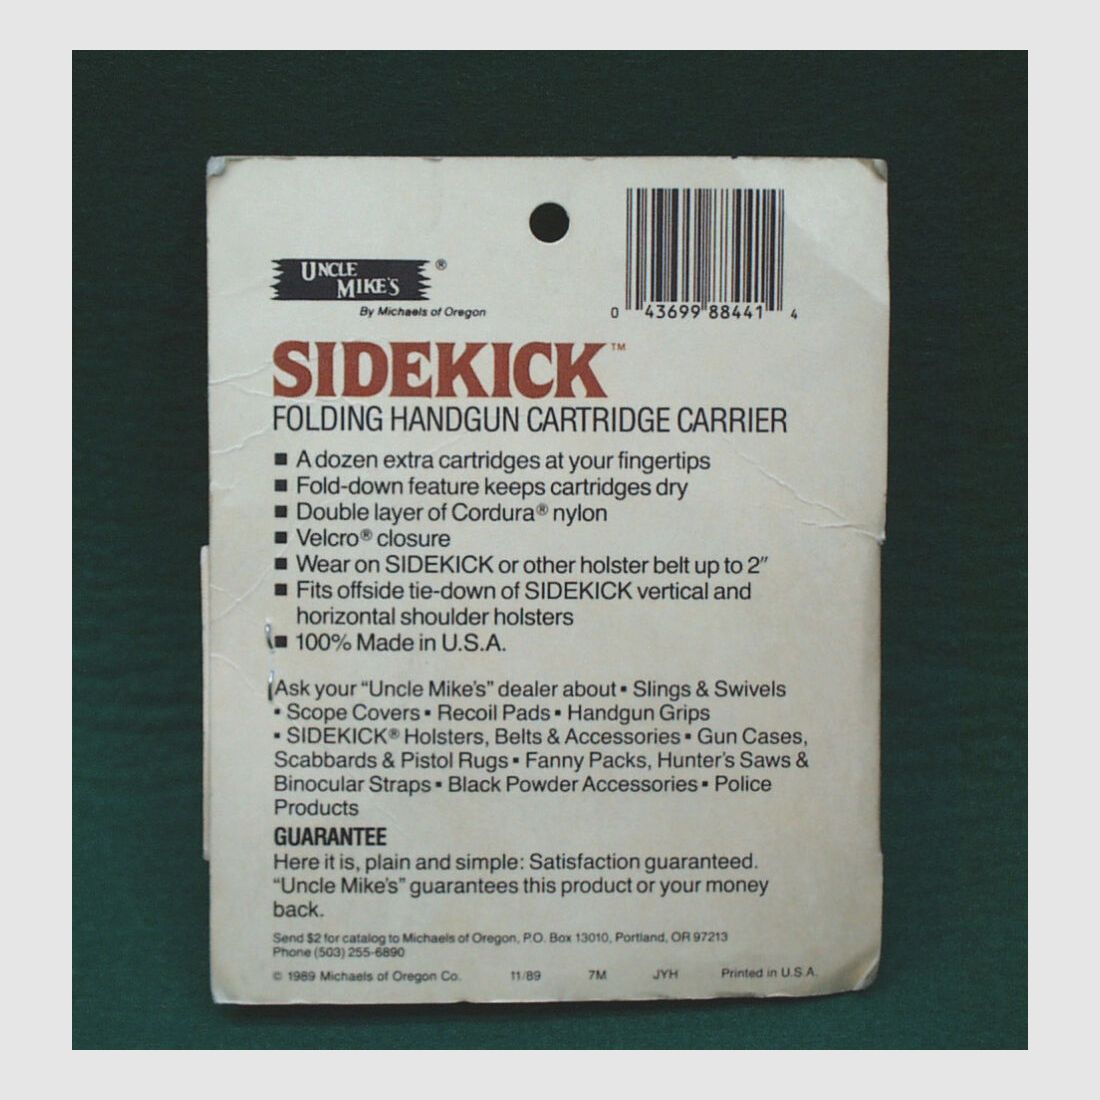 UNCLE
MIKE'S ®
By Michaels of Oregon
0 43699 88441 4
SIDEKICK™
FOLDING HANDGUN CARTRIDGE CARRIER
■ A dozen extra cartridges at your fingertips
■ Fold-down feature keeps cartridges dry
■ Double layer of Cordura® nylon
■ Velcro® closure
■ Wear on SIDEKICK or other holster belt up to 2″
■ Fits offside tie-down of SIDEKICK vertical and
horizontal shoulder holsters
■ 100% Made in U.S.A.
Ask your “Uncle Mike's” dealer about ▪ Slings & Swivels
▪ Scope Covers ▪ Recoil Pads ▪ Handgun Grips
▪ SIDEKICK® Holsters, Belts & Accessories ▪ Gun Cases,
Scabbards & Pistol Rugs ▪ Fanny Packs, Hunter's Saws &
Binocular Straps ▪ Black Powder Accessories ▪ Police
Products
GUARANTEE
Here it is, plain and simple: Satisfaction guaranteed.
“Uncle Mike's” guarantees this product or your money
back.
Send $2 for catalog to Michaels of Oregon, P.O. Box 13010, Portland, OR 97213
Phone (503) 255-6890
© 1989 Michaels of Oregon Co. 11/89 7M JYH Printed in U.S.A.